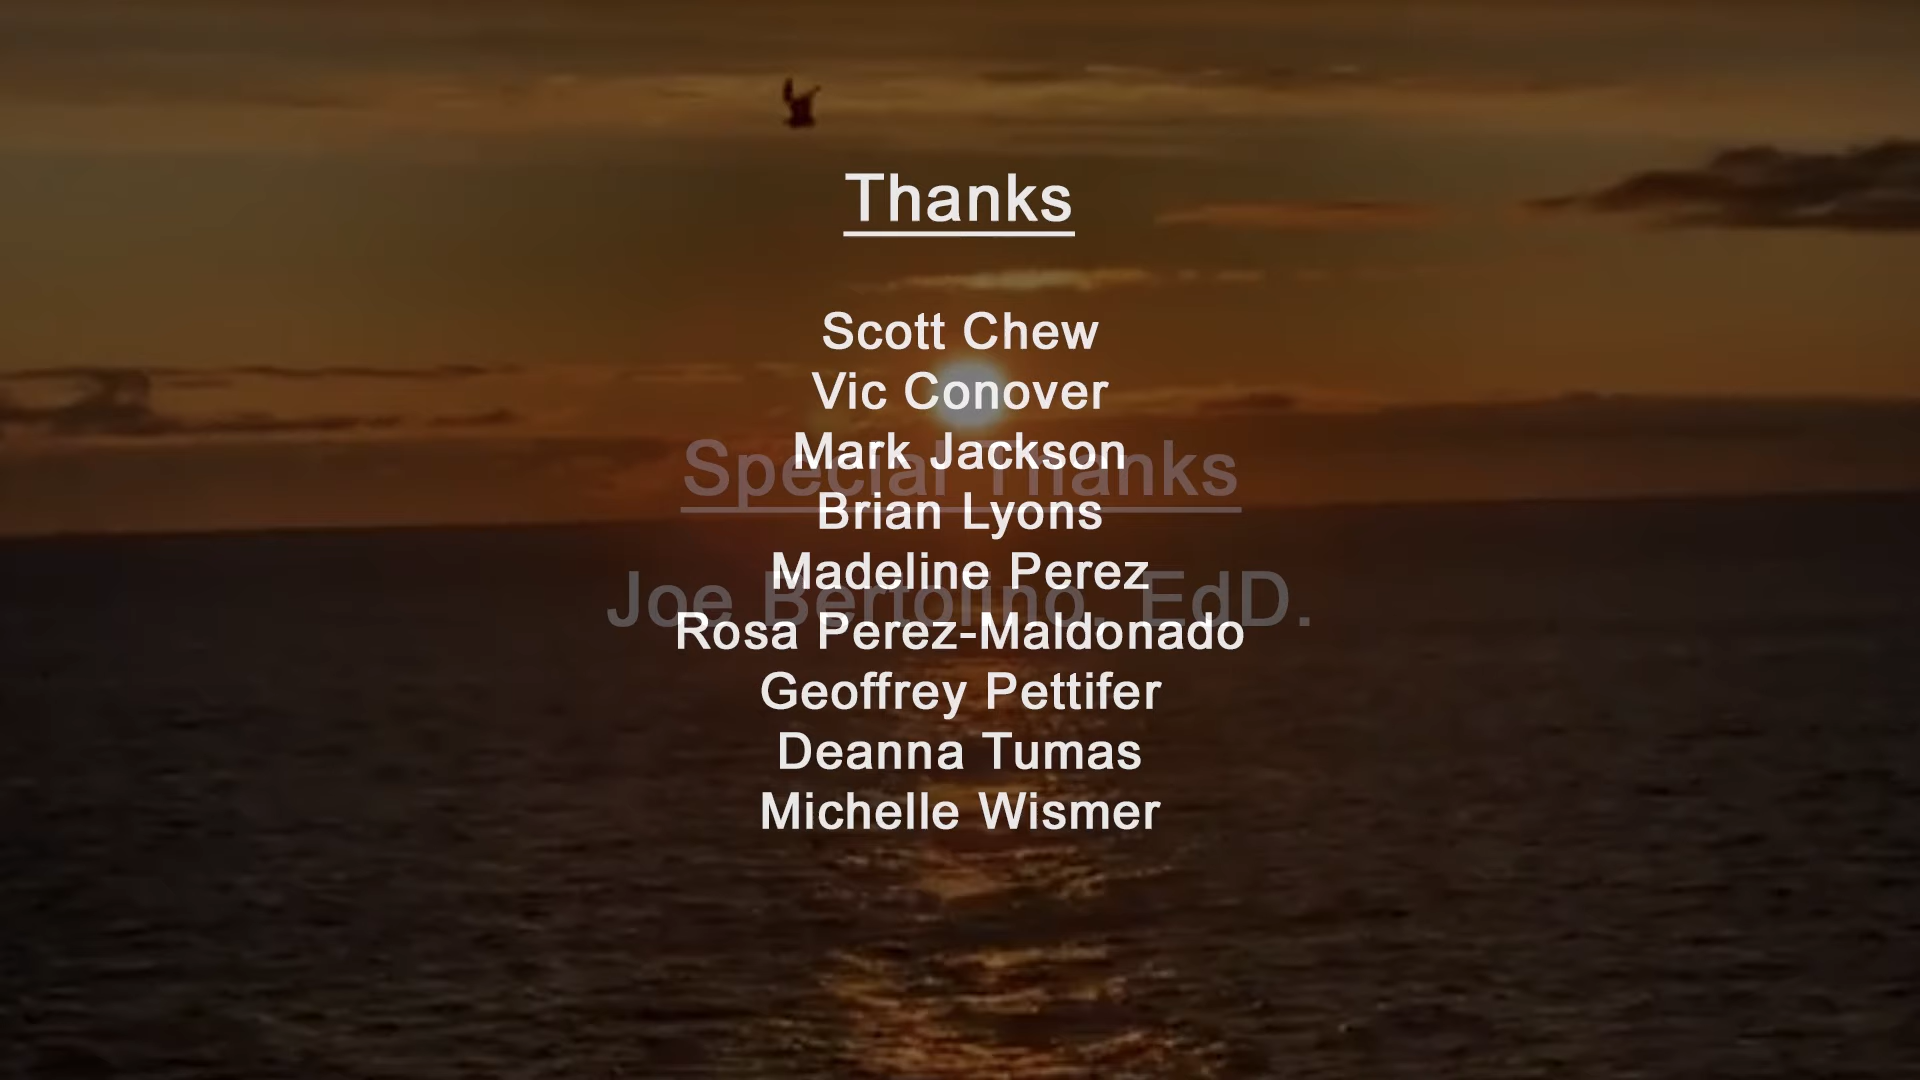 Thanks
Scott Chew
Vic Conover
Mark Jackson
Special Thanks
Brian Lyons
Madeline Perez
Joe Bertolino, EdD.
Rosa Perez-Maldonado
Geoffrey Pettifer
Deanna Tumas
Michelle Wismer